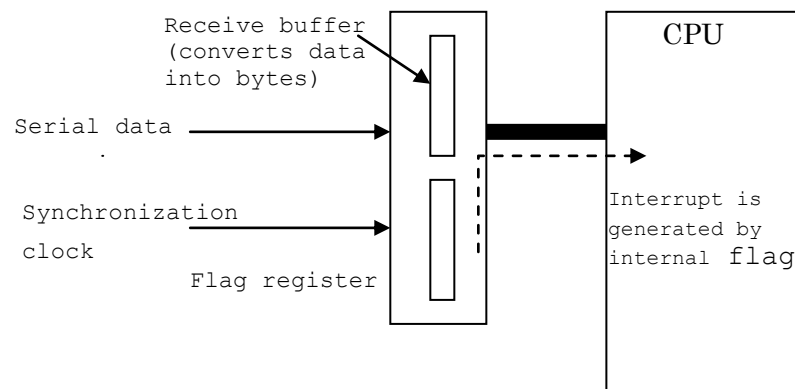 Receive buffer
(converts data
into bytes)
CPU
Serial data
.
Synchronization
clock
Flag register
Interrupt is
generated by
internal flag